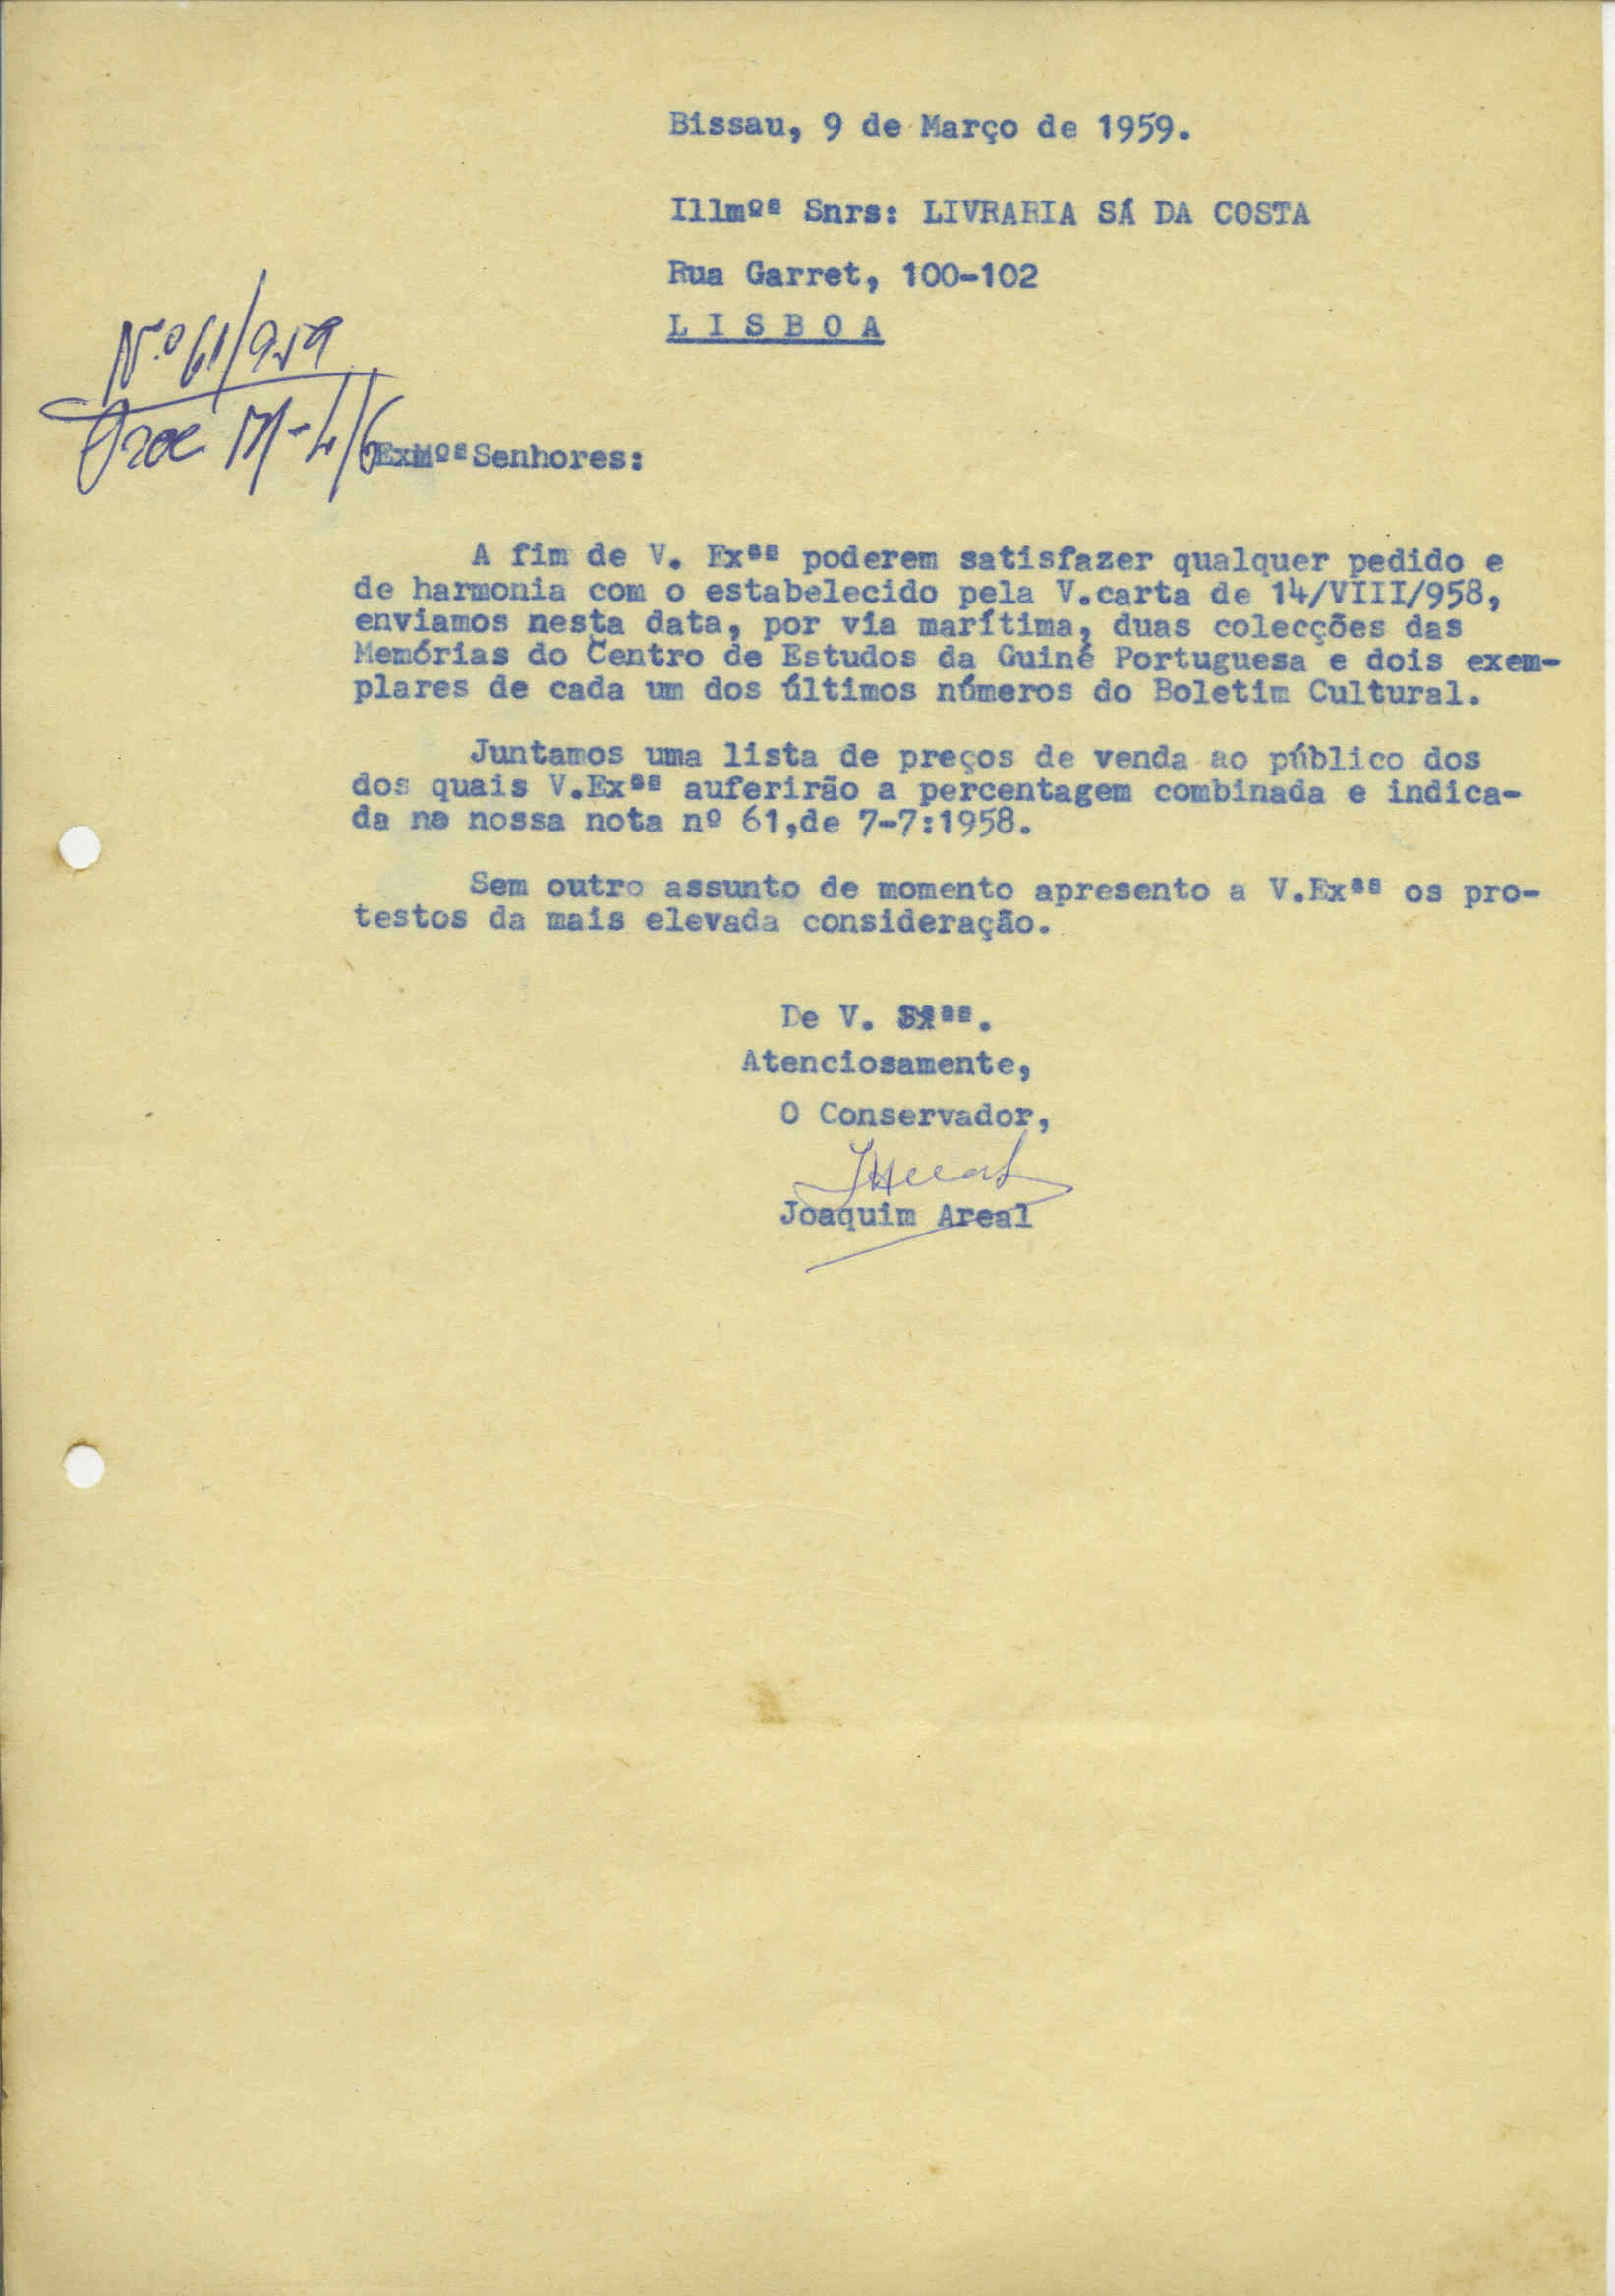 Bissau, 9 de Março de 1959.
Illmºs Snrs: LIVRARIA SÁ DA COSTA
Rua Garret, 100-102
L I S B O A
N.º 61/959
Proc M-4/6
ExMºs Senhores:
A fim de V. Exªs poderem satisfazer qualquer pedido e
de harmonia com o estabelecido pela V.carta de 14/VIII/958,
enviamos nesta data, por via marítima, duas colecções das
Memórias do Centro de Estudos da Guiné Portuguesa e dois exem-
plares de cada um dos últimos números do Boletim Cultural.
Juntamos uma lista de preços de venda ao público dos
dos quais V.Exªs auferirão a percentagem combinada e indica-
da na nossa nota nº 61,de 7-7:1958.
Sem outro assunto de momento apresento a V.Exªs os pro-
testos da mais elevada consideração.
De V.
Atenciosamente,
O Conservador,
JAreal
Joaquim Areal